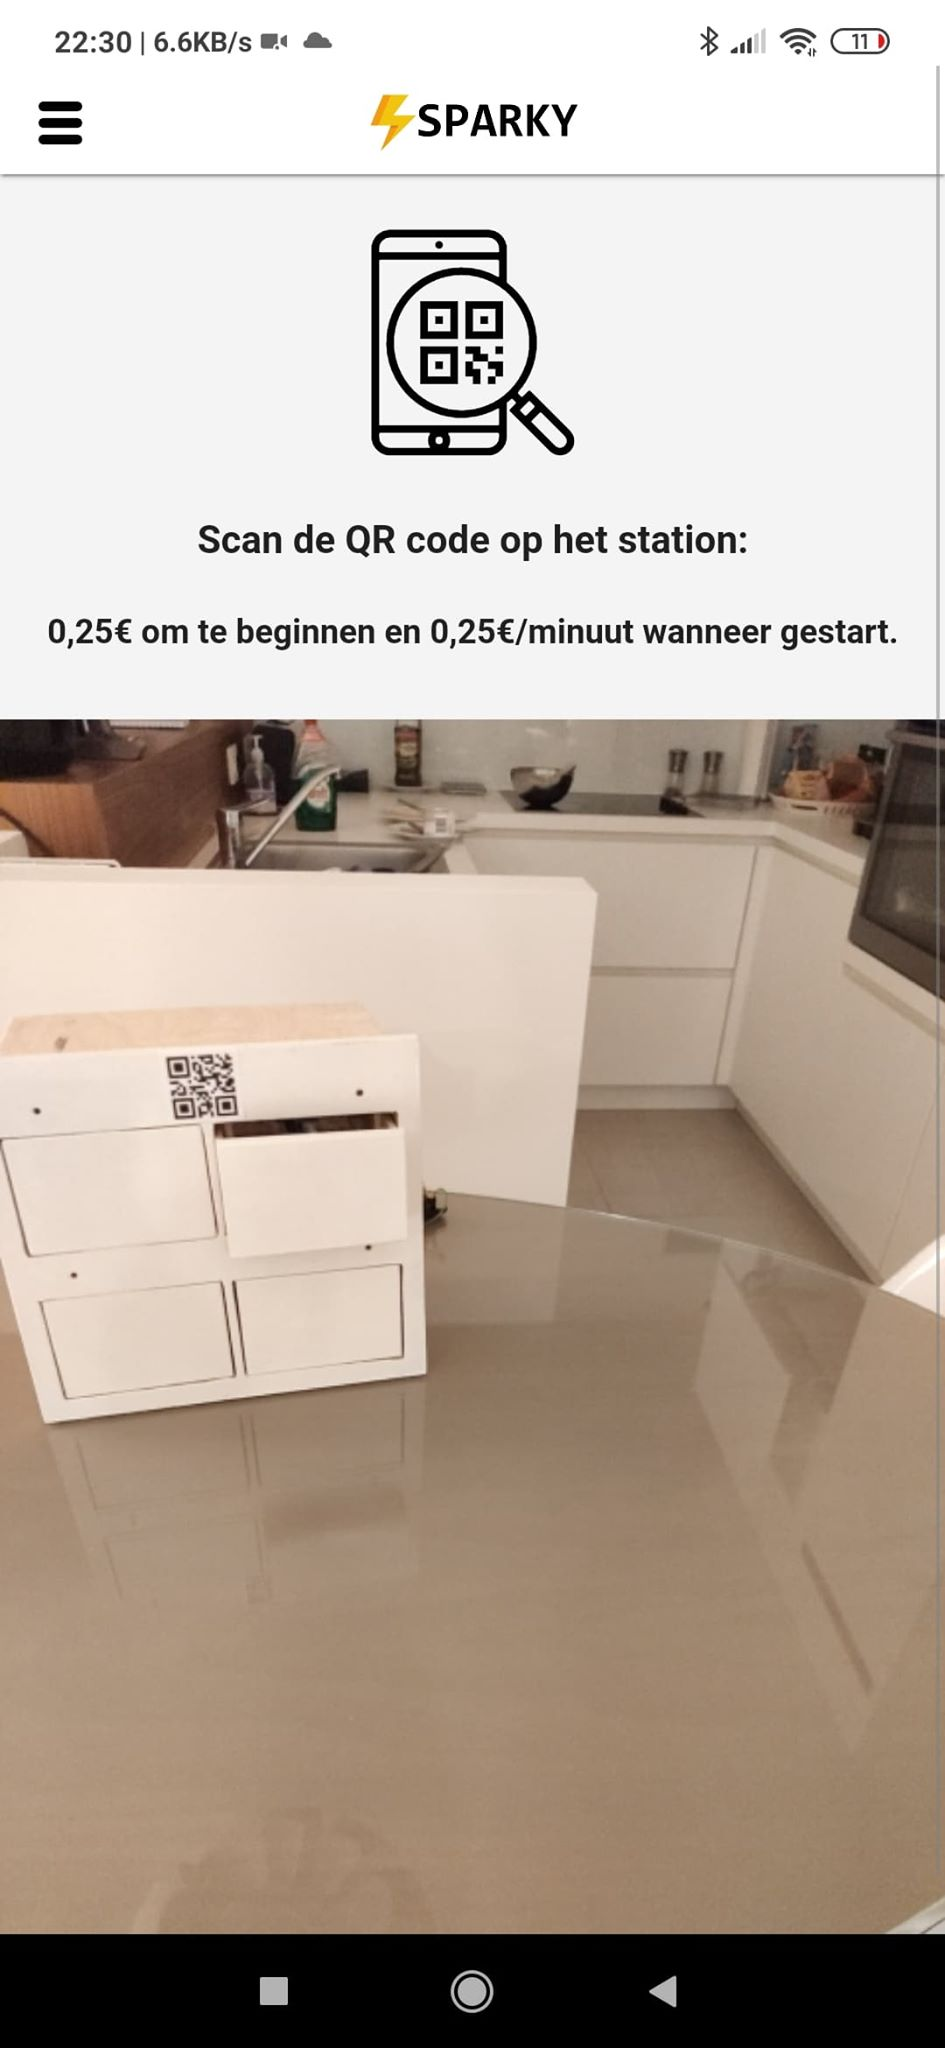 22:30 | 6.6KB/s
11
SPARKY
Scan de QR code op het station:
0,25€ om te beginnen en 0,25€/minuut wanneer gestart.